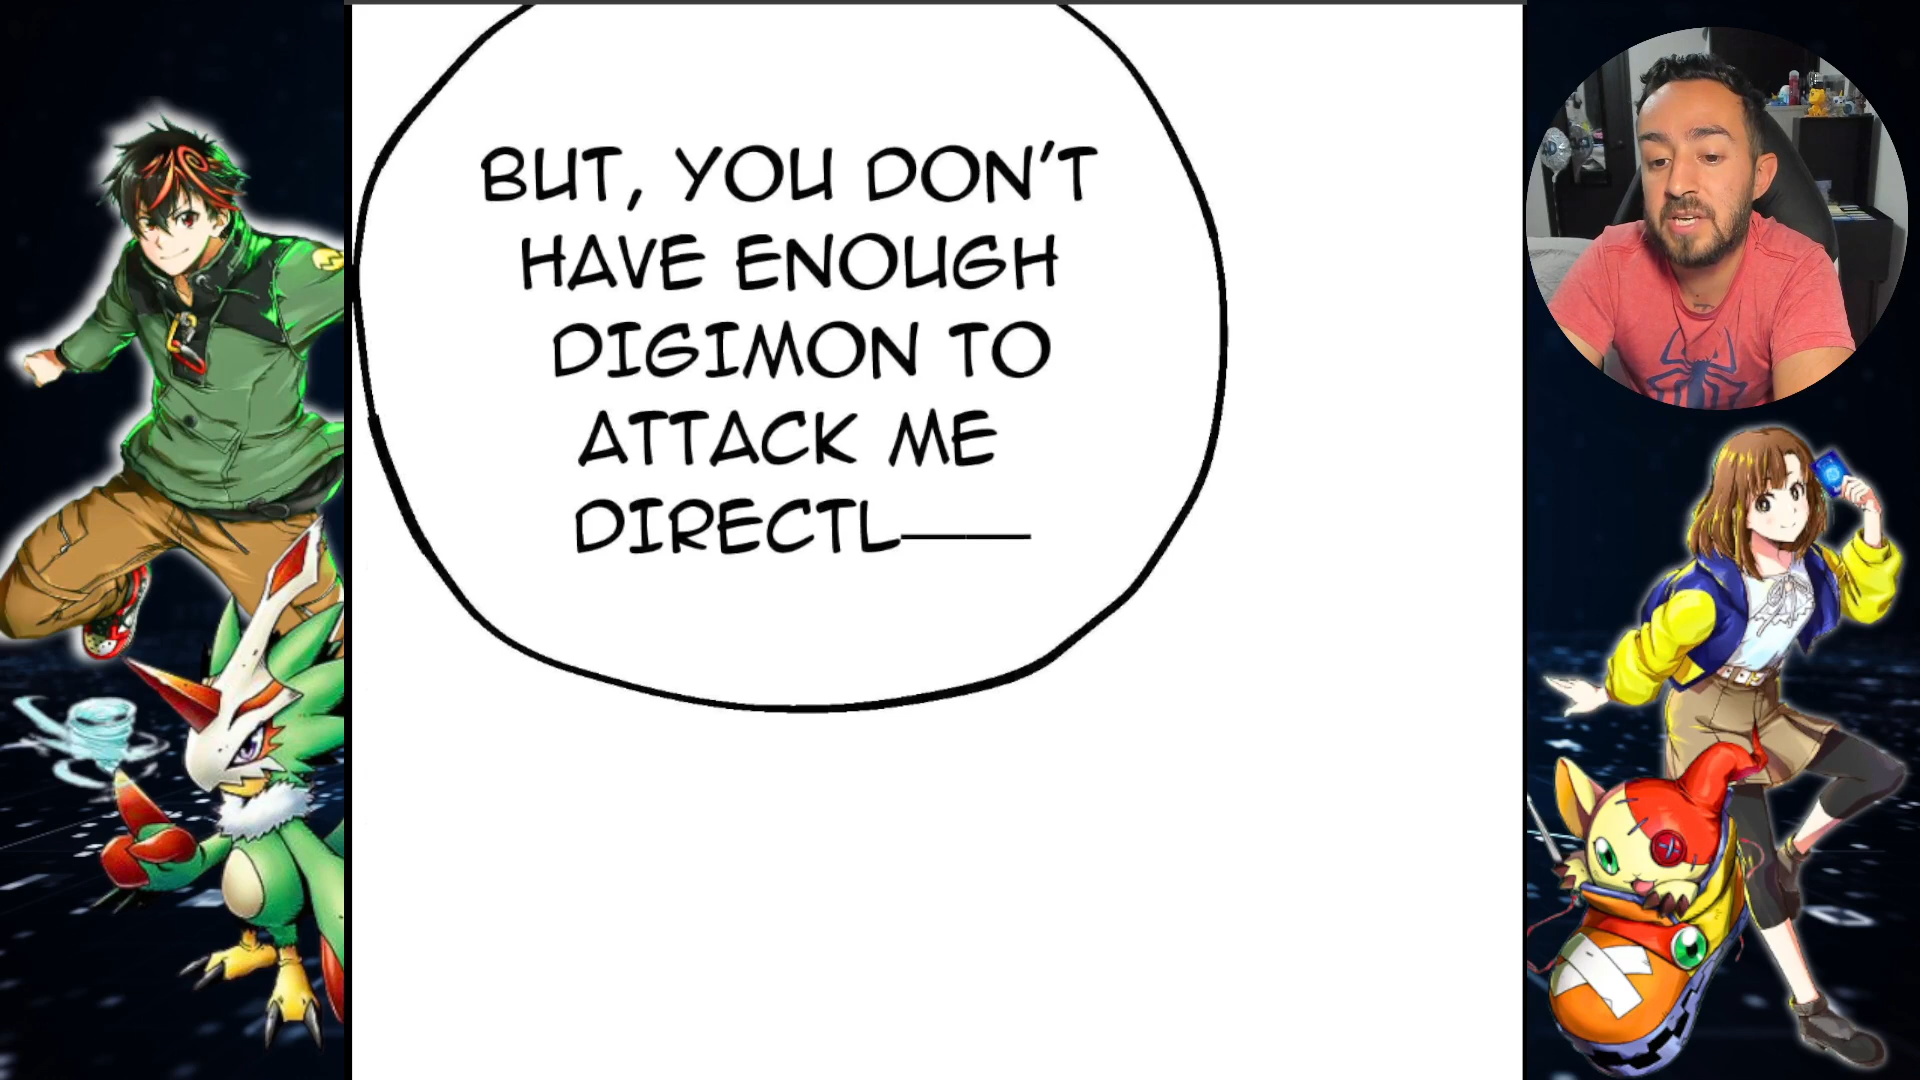 BUT, YOU DON'T
HAVE ENOUGH
DIGIMON TO
ATTACK ME
DIRECTL——